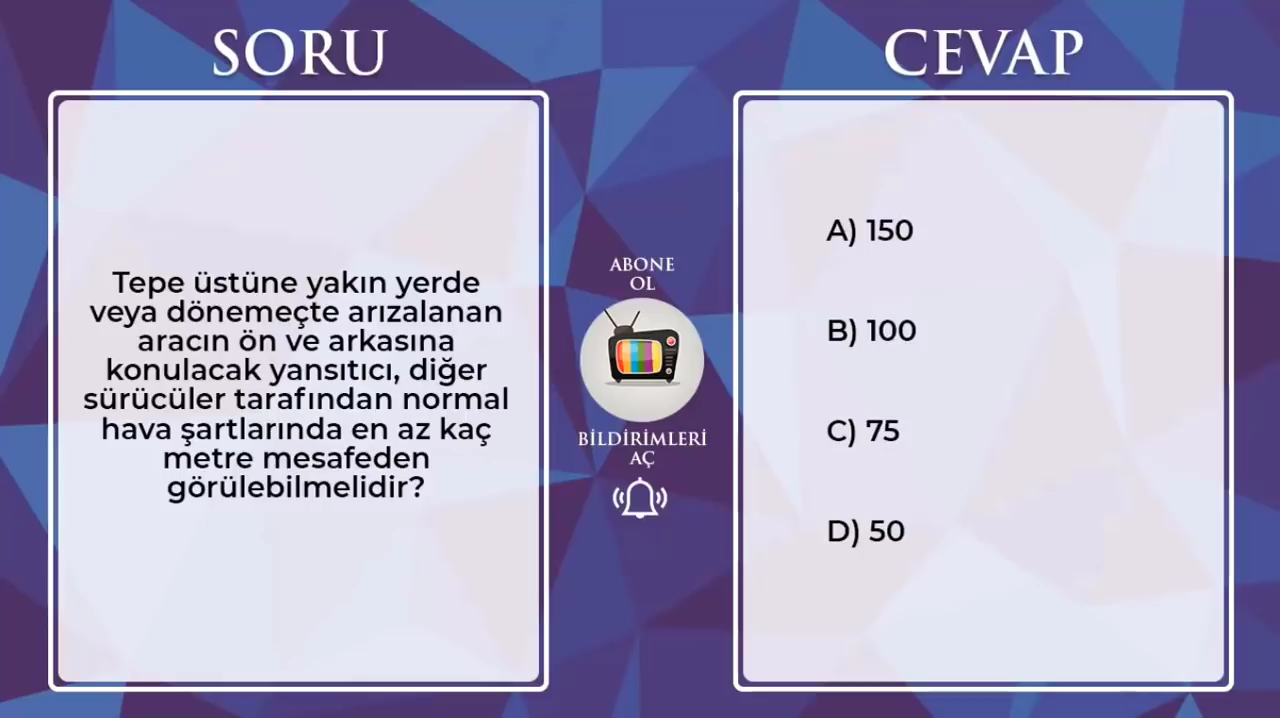 SORU
Tepe üstüne yakın yerde
veya dönemeçte arızalanan
aracın ön ve arkasına
konulacak yansıtıcı, diğer
sürücüler tarafından normal
hava şartlarında en az kaç
metre mesafeden
görülebilmelidir?
ABONE
OL
BİLDİRİMLERİ
AÇ
CEVAP
A) 150
B) 100
C) 75
D) 50